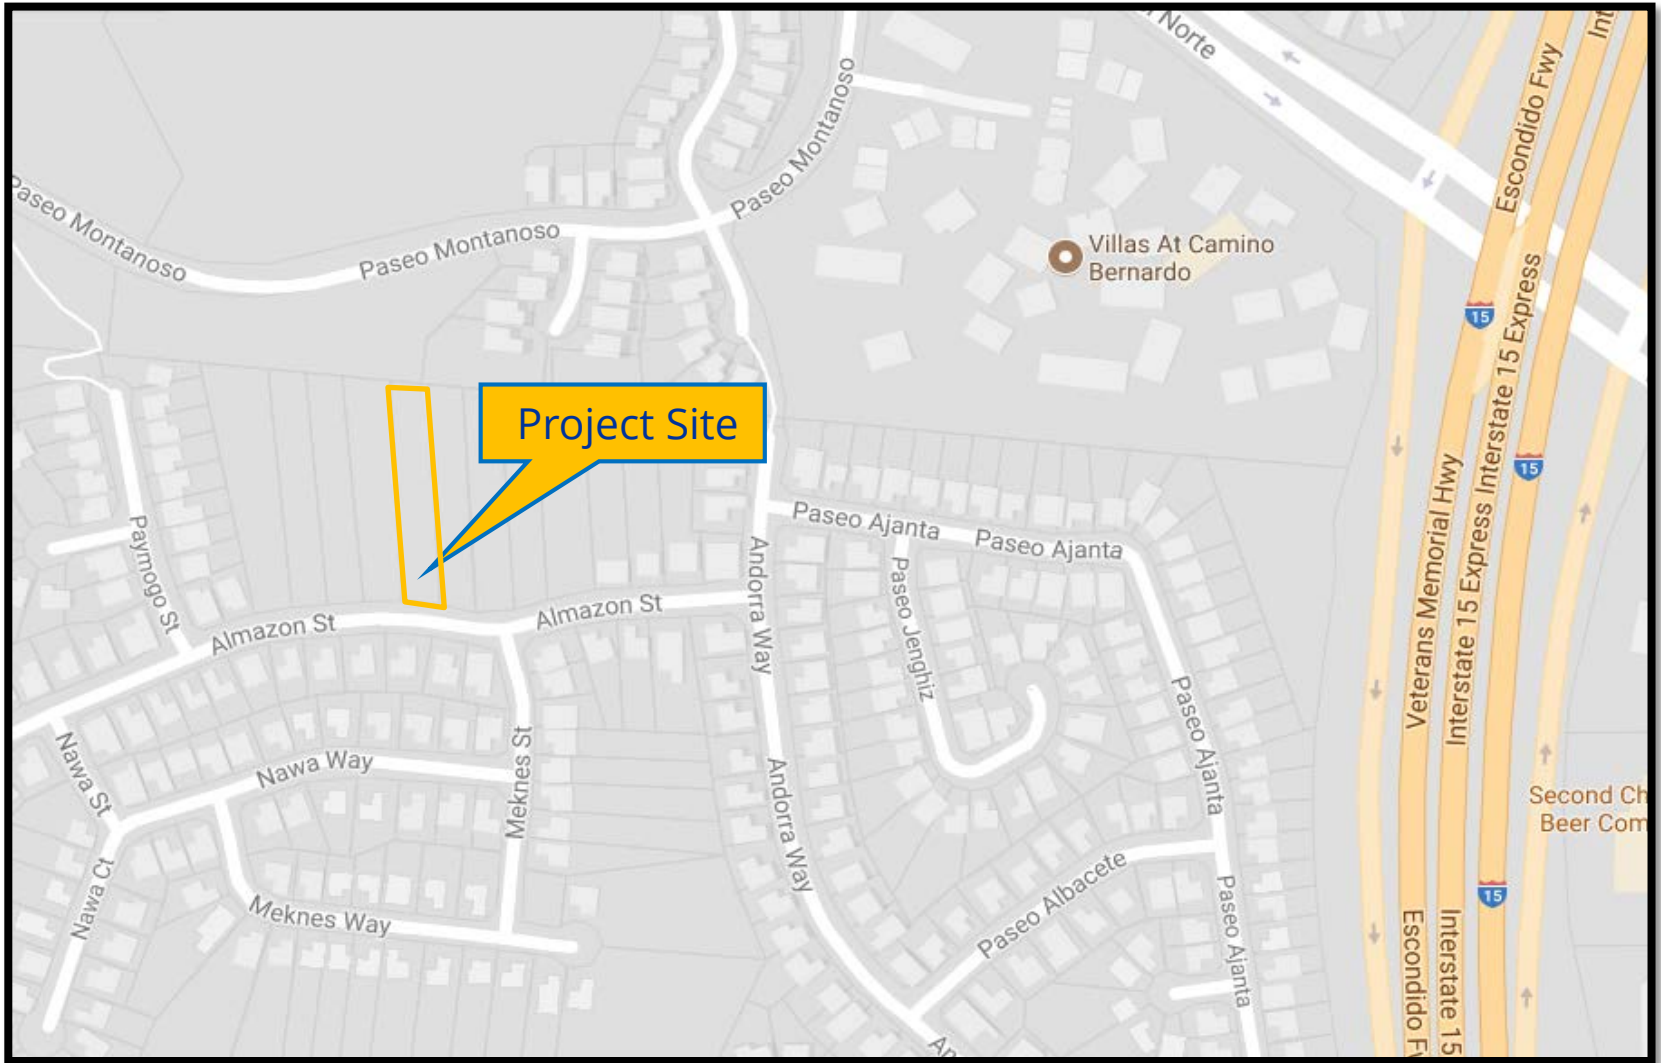 Norte
Int
Escondido Fwy
Paseo Montanoso
Paseo Montanoso
Paseo Montanoso
Villas At Camino
Bernardo
15
Interstate 15 Express
Project Site
15
Paseo Ajanta
Paseo Ajanta
Paymogo St
Andorra Way
Paseo Jenghiz
Almazon St
Almazon St
Veterans Memorial Hwy
Interstate 15 Express
Paseo Ajanta
Nawa St
Nawa Way
Meknes St
Andorra Way
Second Ch
Beer Com
Nawa Ct
Meknes Way
Paseo Albacete
Paseo Ajanta
15
Escondido F
Interstate 15
An